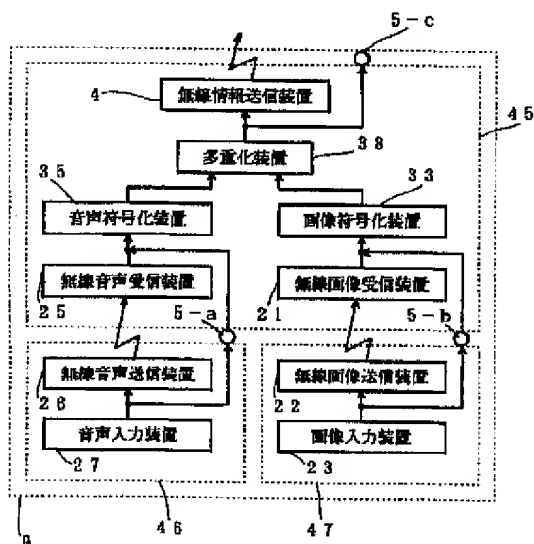 5-c
4
無線情報送信装置
45
38
多重化装置
35
33
音声符号化装置
画像符号化装置
無線音声受信装置
無線画像受信装置
25
5-a
21
5-b
無線音声送信装置
無線画像送信装置
26
22
音声入力装置
画像入力装置
27
23
46
47